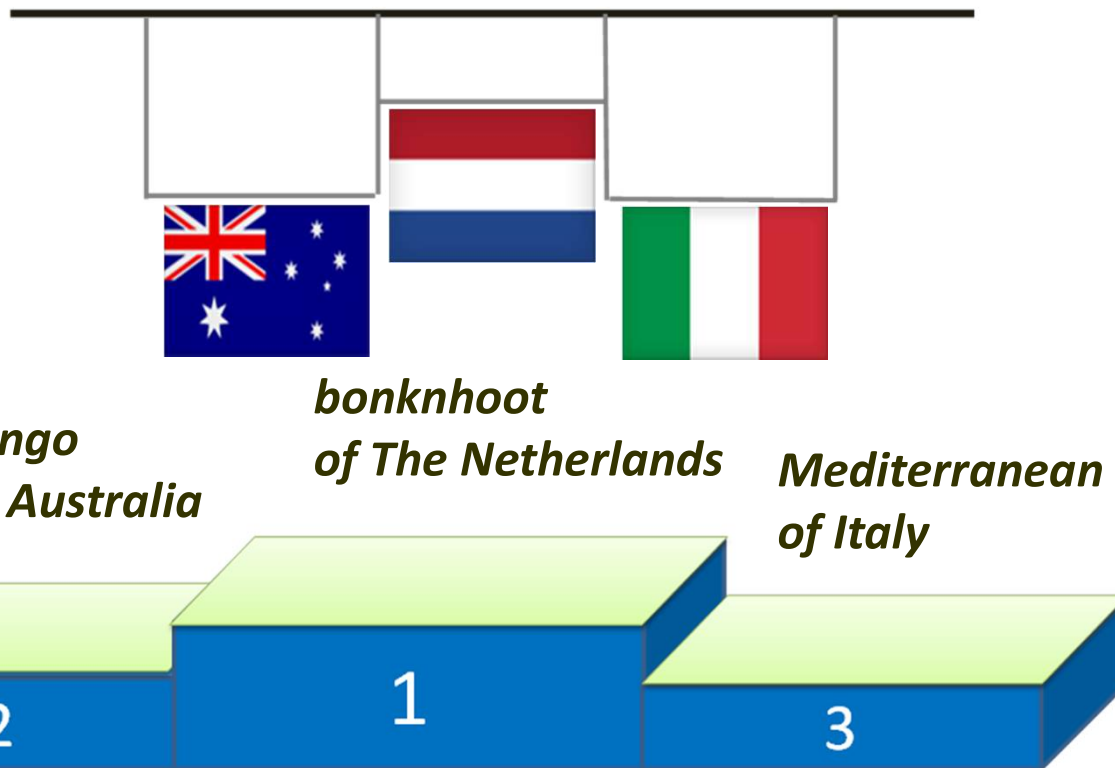 bonknhoot
of The Netherlands
ngo
Australia
Mediterranean
of Italy
1
2
3